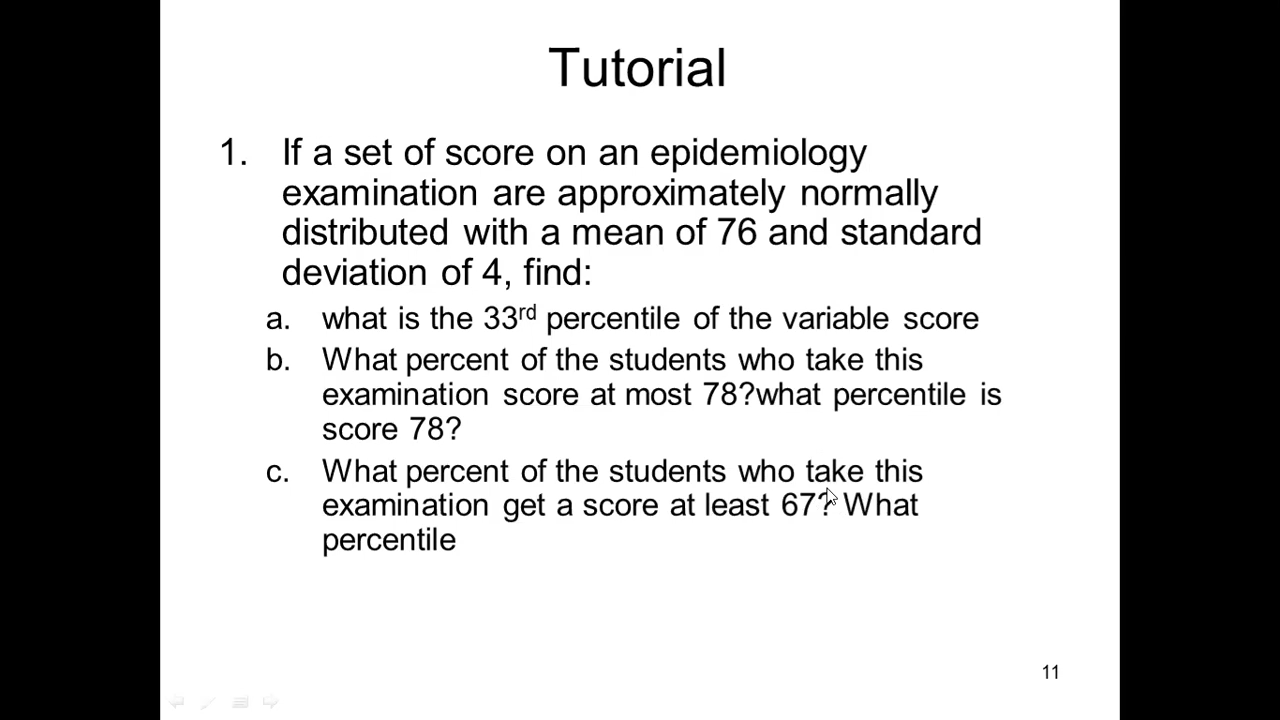 Tutorial
1. If a set of score on an epidemiology
examination are approximately normally
distributed with a mean of 76 and standard
deviation of 4, find:
a. what is the 33rd percentile of the variable score
b. What percent of the students who take this
examination score at most 78?what percentile is
score 78?
c. What percent of the students who take this
examination get a score at least 67? What
percentile
11